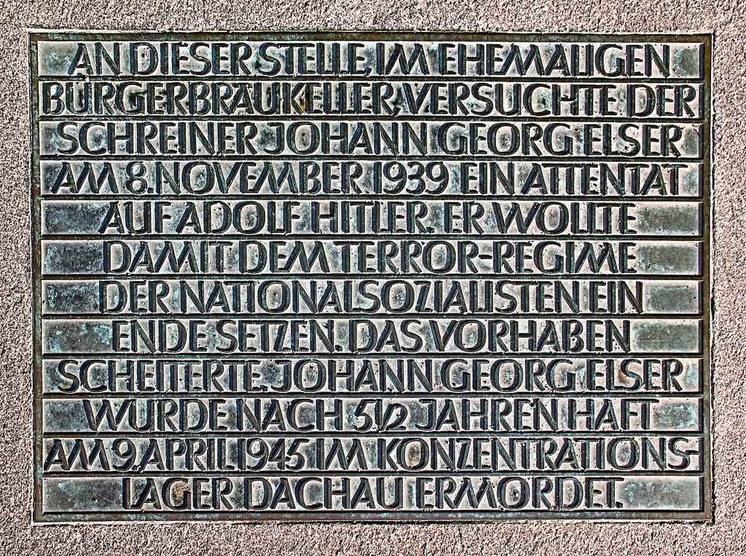 AN DIESER STELLE, IM EHEMALIGEN
BÜRGERBRÄUKELLER, VERSUCHTE DER
SCHREINER JOHANN GEORG ELSER
AM 8. NOVEMBER 1939 EIN ATTENTAT
AUF ADOLF HITLER. ER WOLLTE
DAMIT DEM TERROR-REGIME
DER NATIONALSOZIALISTEN EIN
ENDE SETZEN. DAS VORHABEN
SCHEITERTE. JOHANN GEORG ELSER
WURDE NACH 5 1/2 JAHREN HAFT
AM 9. APRIL 1945 IM KONZENTRATIONS-
LAGER DACHAU ERMORDET.